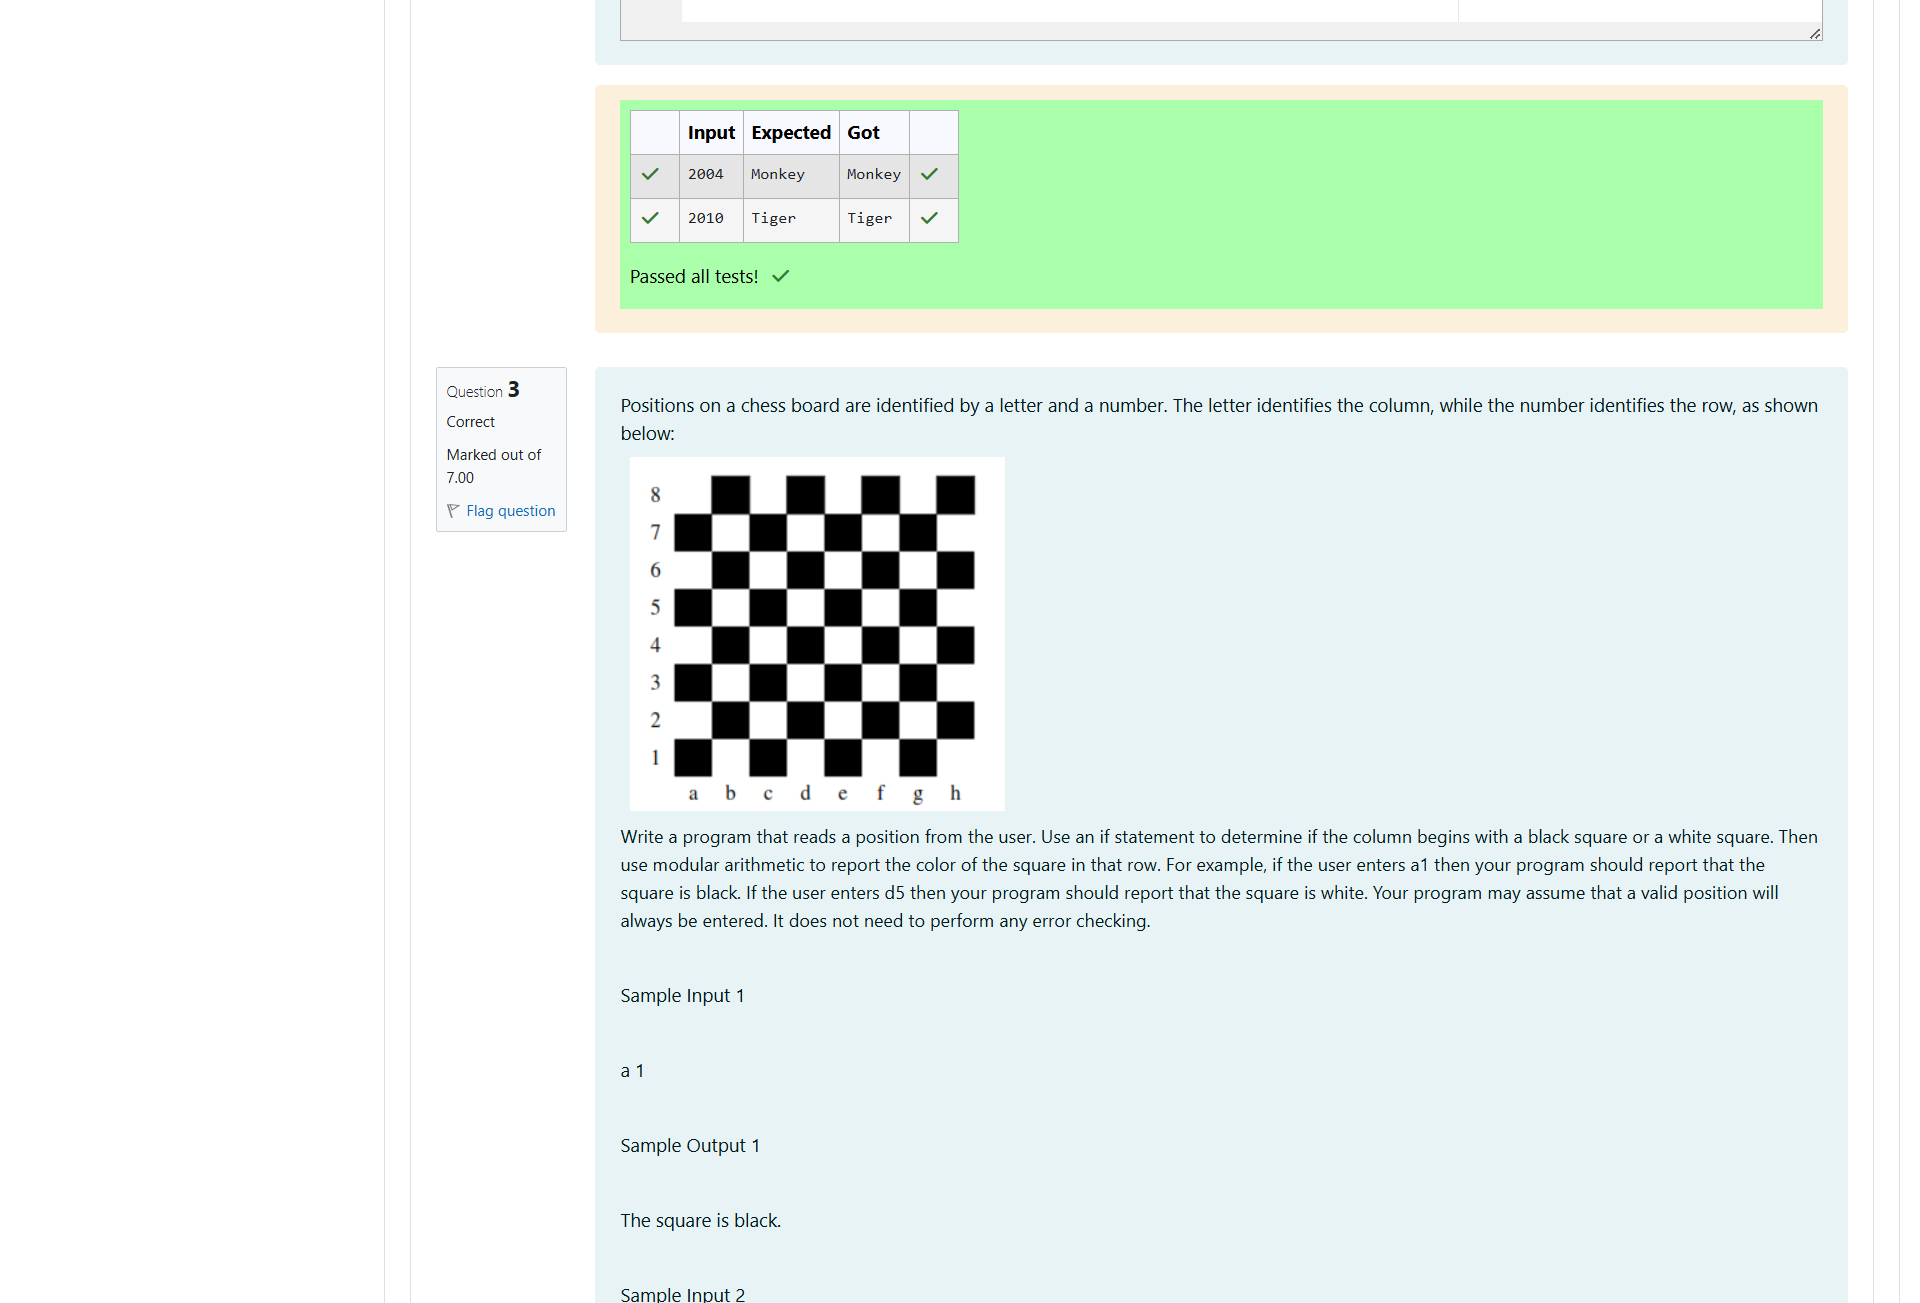 Input Expected Got
2004 Monkey Monkey
2010 Tiger Tiger
Passed all tests!
Question 3
Correct
Marked out of
7.00
Flag question
Positions on a chess board are identified by a letter and a number. The letter identifies the column, while the number identifies the row, as shown
below:
8
7
6
5
4
3
2
1
a b c d e f g h
Write a program that reads a position from the user. Use an if statement to determine if the column begins with a black square or a white square. Then
use modular arithmetic to report the color of the square in that row. For example, if the user enters a1 then your program should report that the
square is black. If the user enters d5 then your program should report that the square is white. Your program may assume that a valid position will
always be entered. It does not need to perform any error checking.
Sample Input 1
a 1
Sample Output 1
The square is black.
Sample Input 2